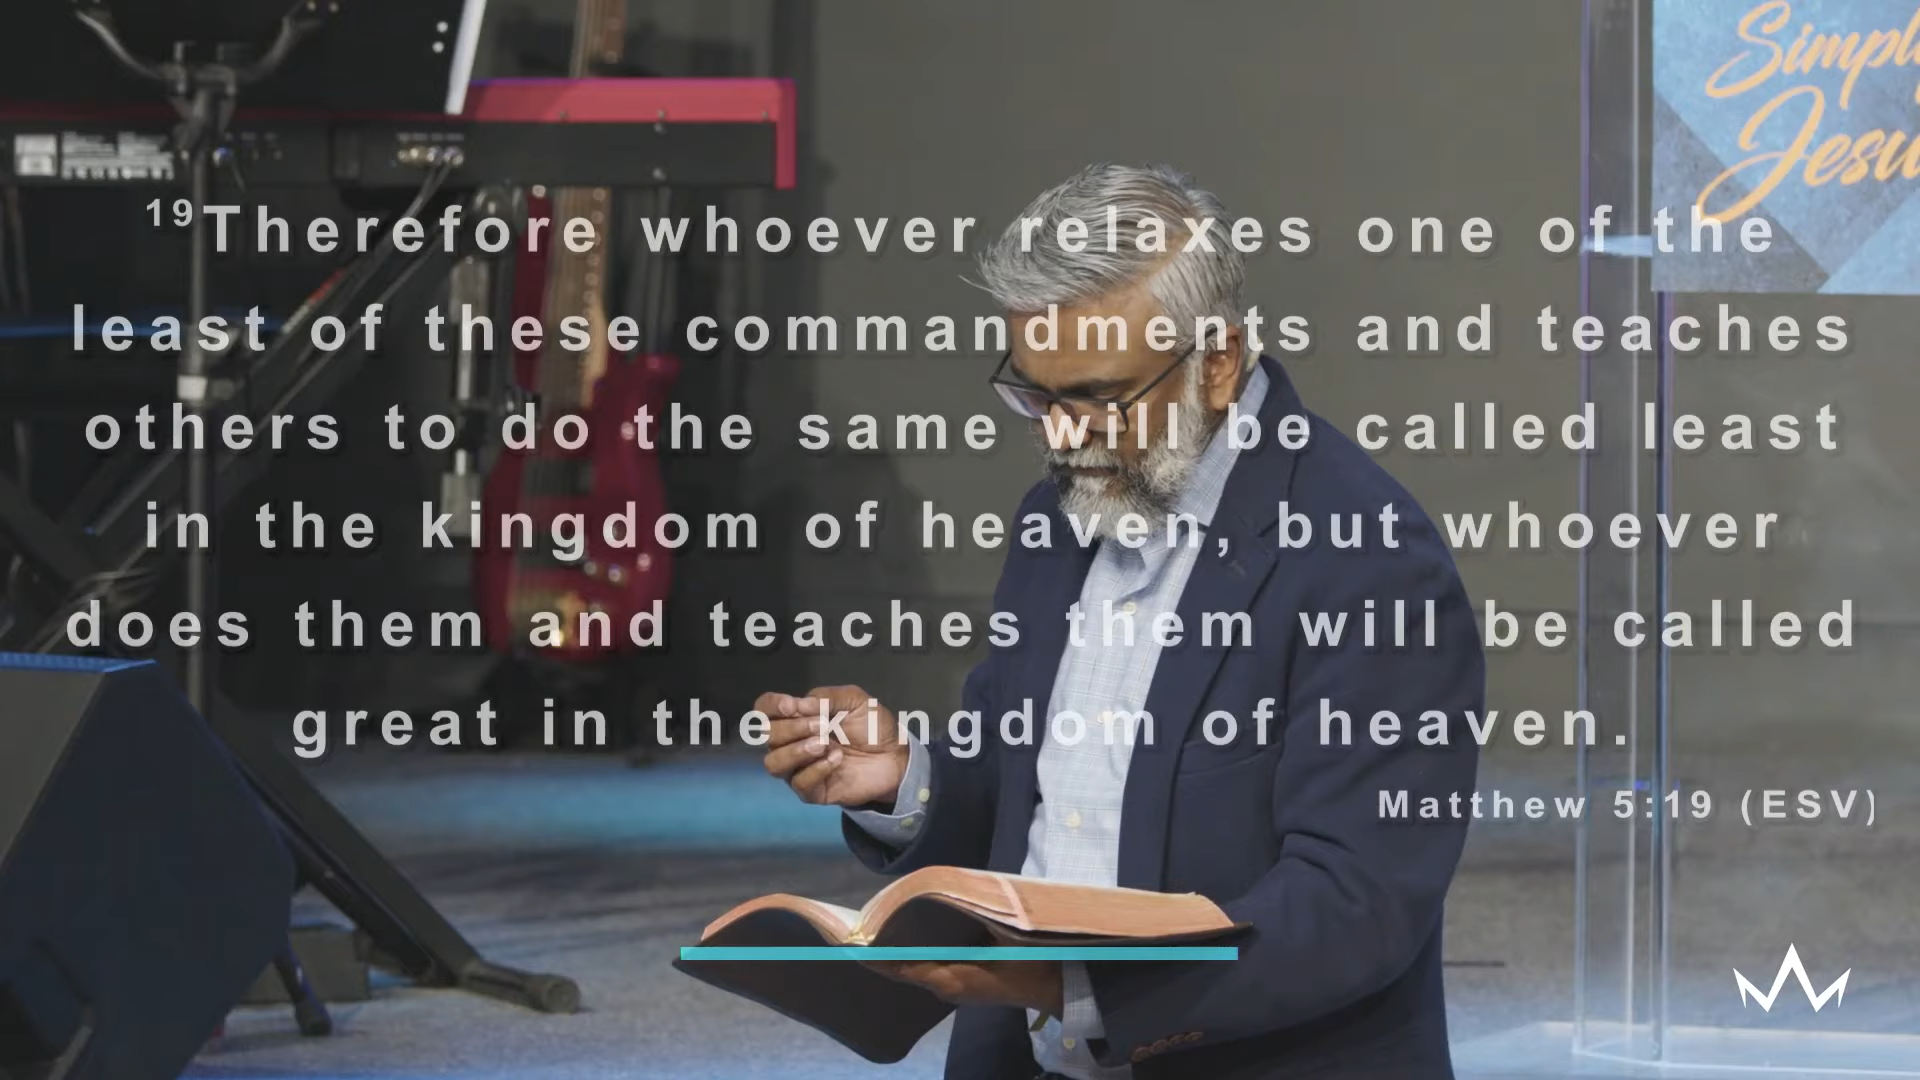 Simply
Jesus
¹⁹Therefore whoever relaxes one of the
least of these commandments and teaches
others to do the same will be called least
in the kingdom of heaven, but whoever
does them and teaches them will be called
great in the kingdom of heaven.
Matthew 5:19 (ESV)